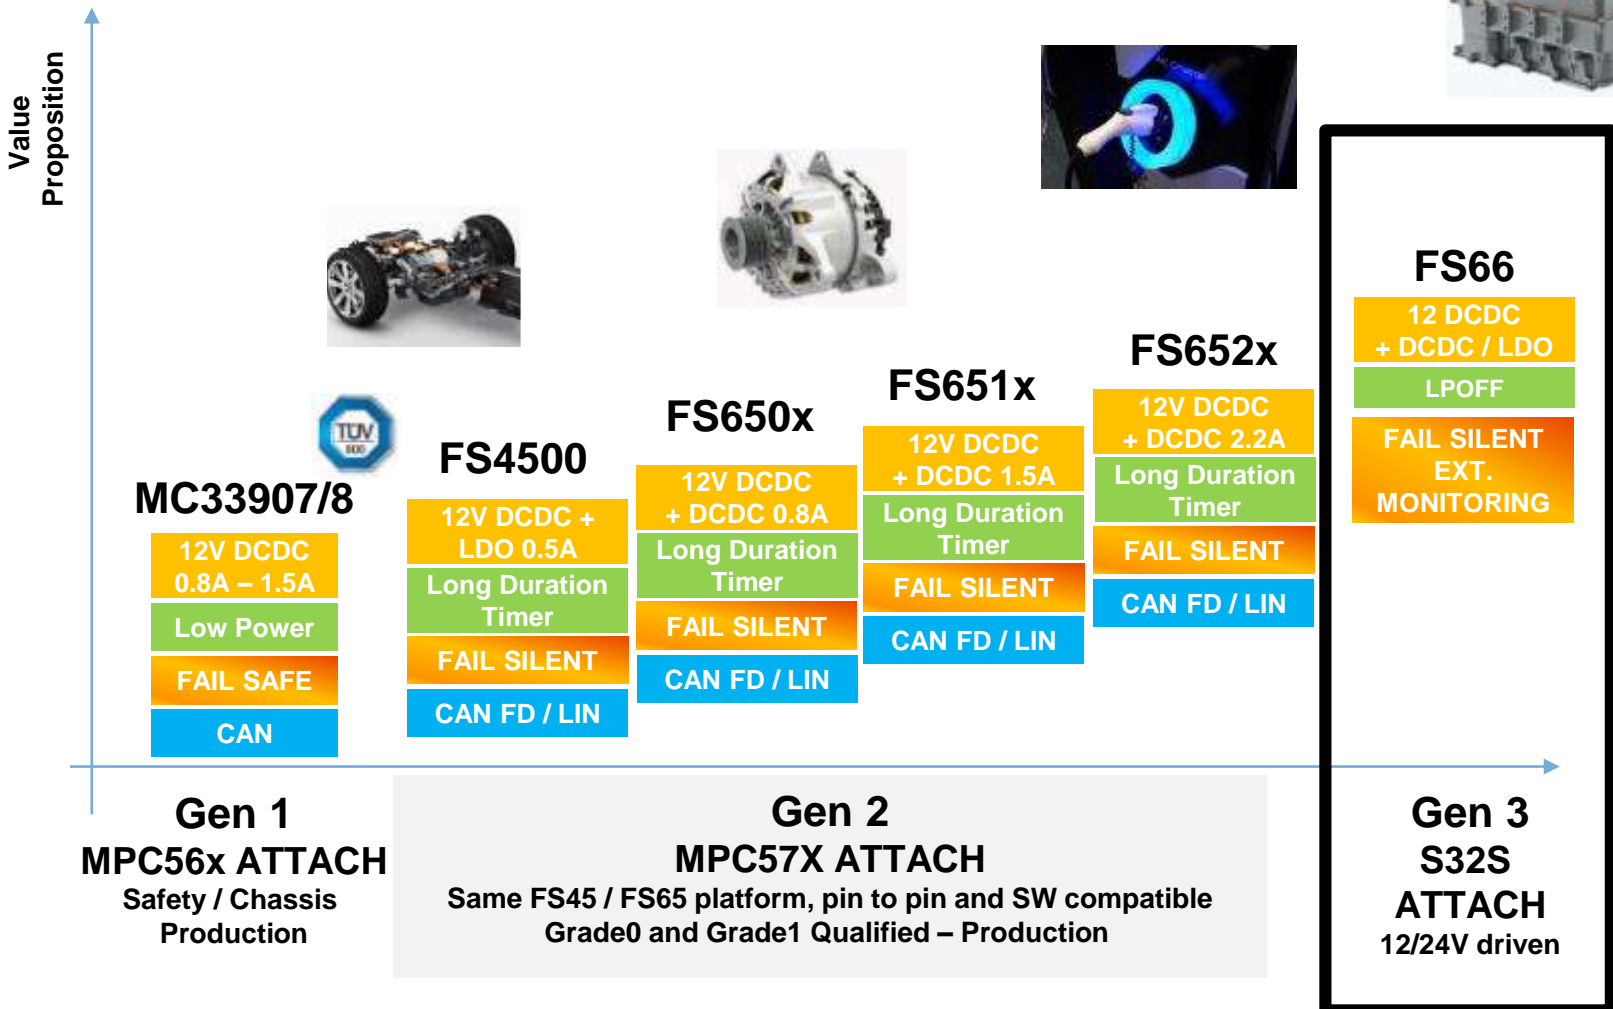 Value
Proposition
MC33907/8
12V DCDC
0.8A – 1.5A
Low Power
FAIL SAFE
CAN
TÜV
FS4500
12V DCDC +
LDO 0.5A
Long Duration
Timer
FAIL SILENT
CAN FD / LIN
FS650x
12V DCDC
+ DCDC 0.8A
Long Duration
Timer
FAIL SILENT
CAN FD / LIN
FS651x
12V DCDC
+ DCDC 1.5A
Long Duration
Timer
FAIL SILENT
CAN FD / LIN
FS652x
12V DCDC
+ DCDC 2.2A
Long Duration
Timer
FAIL SILENT
CAN FD / LIN
FS66
12 DCDC
+ DCDC / LDO
LPOFF
FAIL SILENT
EXT.
MONITORING
Gen 1
MPC56x ATTACH
Safety / Chassis
Production
Gen 2
MPC57X ATTACH
Same FS45 / FS65 platform, pin to pin and SW compatible
Grade0 and Grade1 Qualified – Production
Gen 3
S32S
ATTACH
12/24V driven